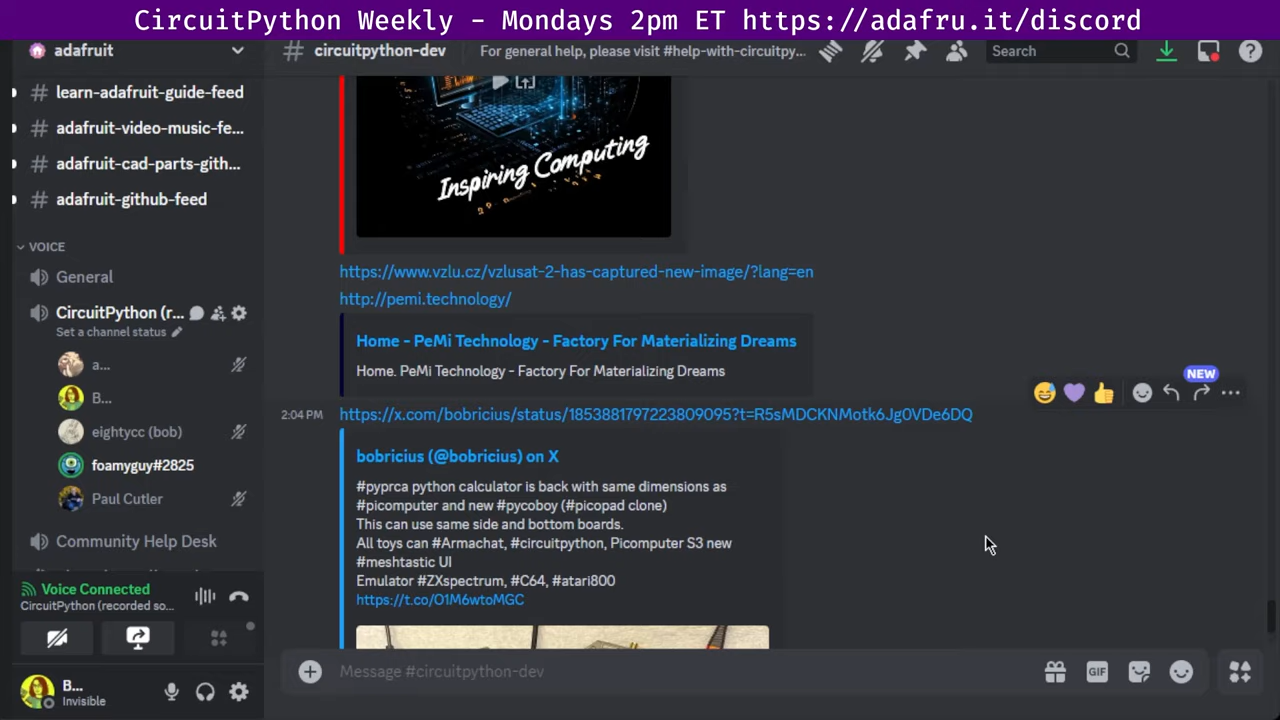 CircuitPython Weekly - Mondays 2pm ET https://adafru.it/discord
adafruit
# circuitpython-dev
For general help, please visit #help-with-circuitpy...
Search
# learn-adafruit-guide-feed
# adafruit-video-music-fe...
# adafruit-cad-parts-gith...
# adafruit-github-feed
VOICE
General
CircuitPython (r...
Set a channel status
a...
B...
eightycc (bob)
foamyguy#2825
Paul Cutler
Community Help Desk
Voice Connected
CircuitPython (recorded so...
B...
Invisible
Inspiring Computing
https://www.vzlu.cz/vzlusat-2-has-captured-new-image/?lang=en
http://pemi.technology/
Home - PeMi Technology - Factory For Materializing Dreams
Home. PeMi Technology - Factory For Materializing Dreams
NEW
2:04 PM
https://x.com/bobricius/status/1853881797223809095?t=R5sMDCKNMotk6Jg0VDe6DQ
bobricius (@bobricius) on X
#pyprca python calculator is back with same dimensions as
#picomputer and new #pycoboy (#picopad clone)
This can use same side and bottom boards.
All toys can #Armachat, #circuitpython, Picomputer S3 new
#meshtastic UI
Emulator #ZXspectrum, #C64, #atari800
https://t.co/O1M6wtoMGC
Message #circuitpython-dev
GIF